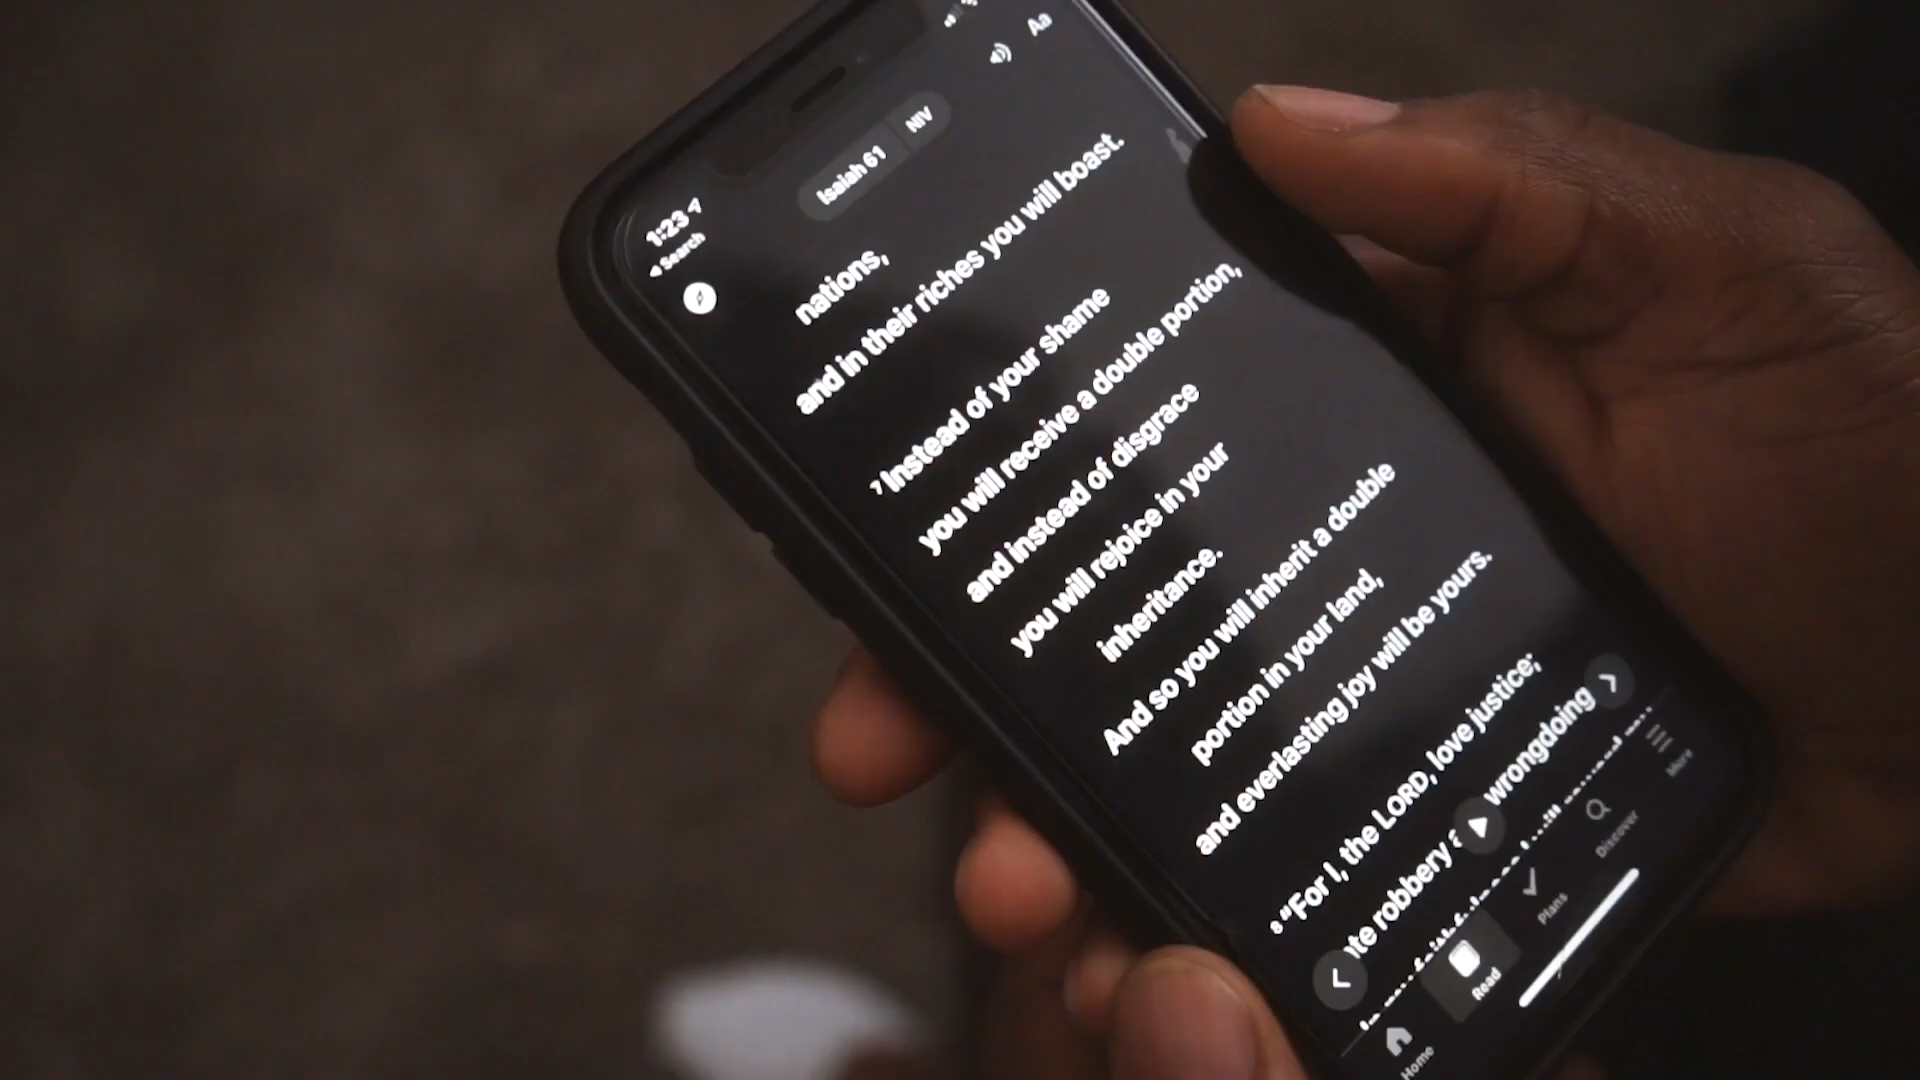 1:23
Search
Aa
Isaiah 61 NIV
nations,
and in their riches you will boast.
7 Instead of your shame
you will receive a double portion,
and instead of disgrace
you will rejoice in your
inheritance.
And so you will inherit a double
portion in your land,
and everlasting joy will be yours.
8 "For I, the LORD, love justice;
robbery wrongdoing
Home Read Plans Discover More